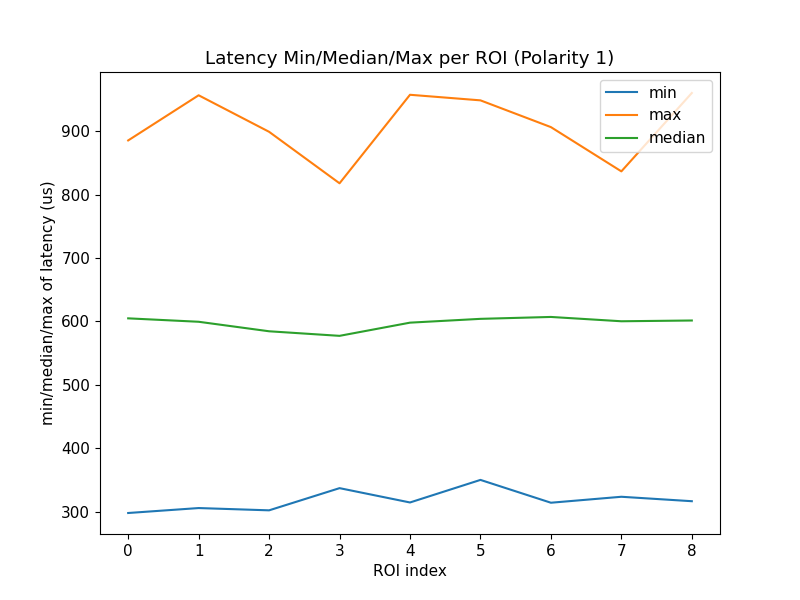 Latency Min/Median/Max per ROI (Polarity 1)
min
max
median
900
800
700
600
500
400
300
min/median/max of latency (us)
0 1 2 3 4 5 6 7 8
ROI index